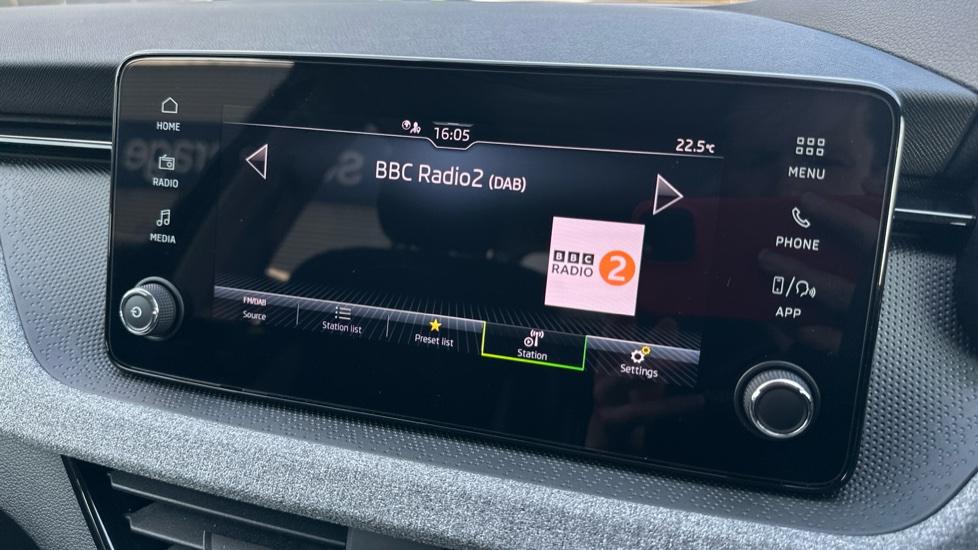 HOME
RADIO
MEDIA
16:05
22.5°C
BBC Radio2 (DAB)
BBC
RADIO 2
FM/DAB
Source
Station list
Preset list
Station
Settings
MENU
PHONE
APP